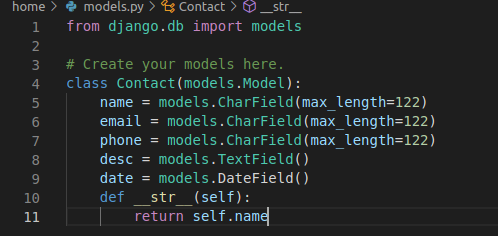 home > models.py > Contact > __str__
1 from django.db import models
2
3 # Create your models here.
4 class Contact(models.Model):
5     name = models.CharField(max_length=122)
6     email = models.CharField(max_length=122)
7     phone = models.CharField(max_length=122)
8     desc = models.TextField()
9     date = models.DateField()
10     def __str__(self):
11         return self.name